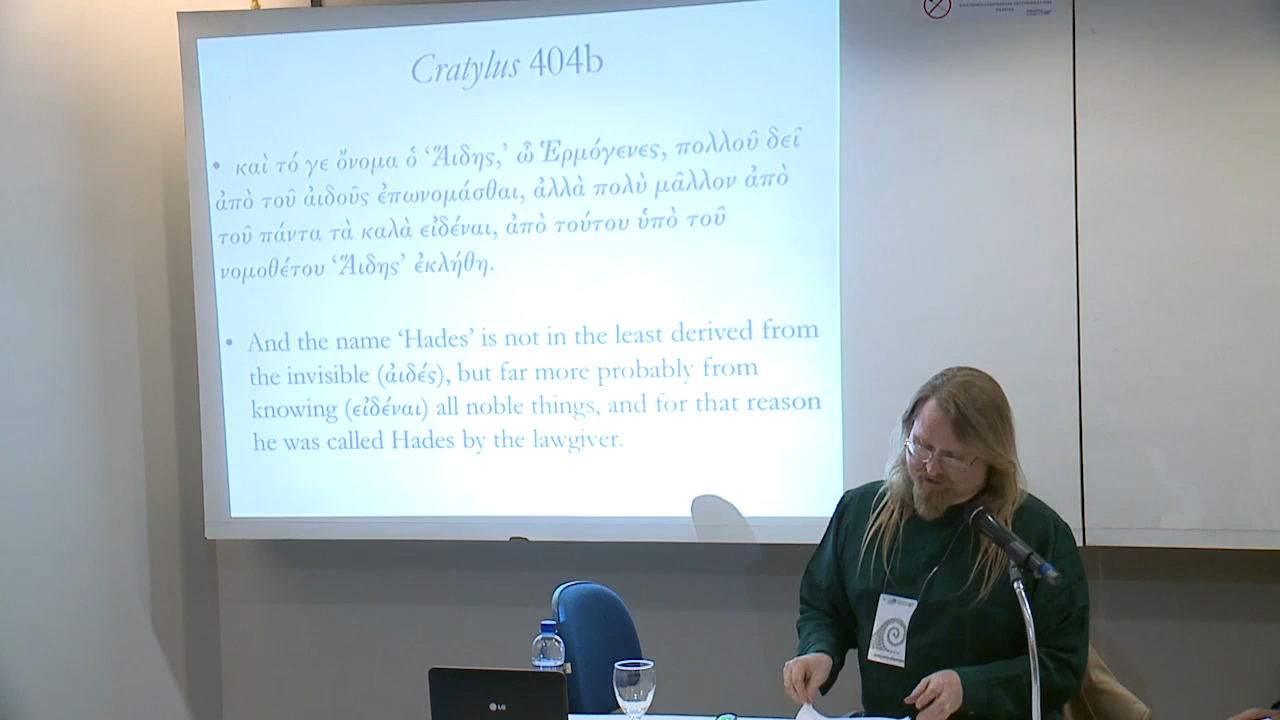 Cratylus 404b
• καὶ τό γε ὄνομα ὁ ‘Ἅιδης,’ ὦ Ἑρμόγενες, πολλοῦ δεῖ
ἀπὸ τοῦ ἀιδοῦς ἐπωνομάσθαι, ἀλλὰ πολὺ μᾶλλον ἀπὸ
τοῦ πάντα τὰ καλὰ εἰδέναι, ἀπὸ τούτου ὑπὸ τοῦ
νομοθέτου ‘Ἅιδης’ ἐκλήθη.
• And the name ‘Hades’ is not in the least derived from
the invisible (ἀιδές), but far more probably from
knowing (εἰδέναι) all noble things, and for that reason
he was called Hades by the lawgiver.
LG